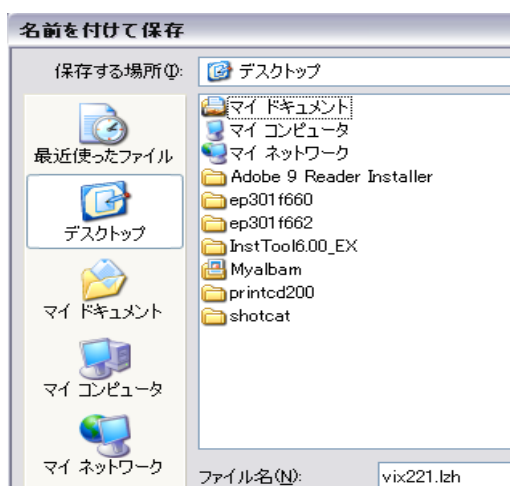 名前を付けて保存
保存する場所(I):
デスクトップ
最近使ったファイル
デスクトップ
マイ ドキュメント
マイ コンピュータ
マイ ネットワーク
マイ ドキュメント
マイ コンピュータ
マイ ネットワーク
Adobe 9 Reader Installer
ep301f660
ep301f662
InstTool6.00_EX
Myalbam
printcd200
shotcat
ファイル名(N):
vix221.lzh